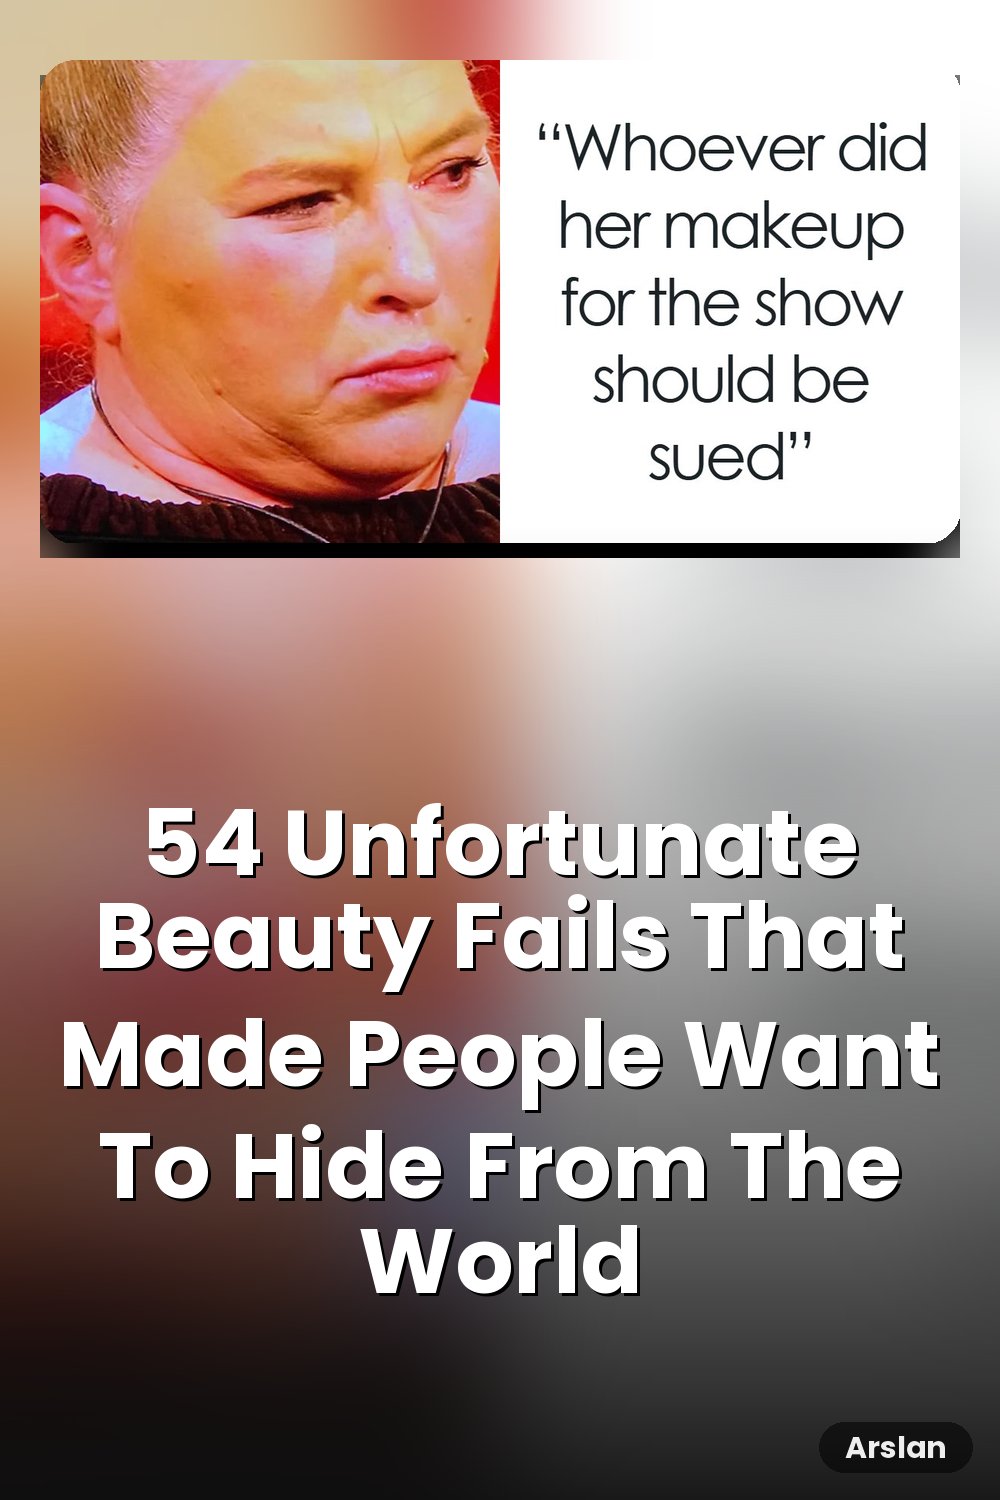 “Whoever did
her makeup
for the show
should be
sued”
54 Unfortunate
Beauty Fails That
Made People Want
To Hide From The
World
Arslan